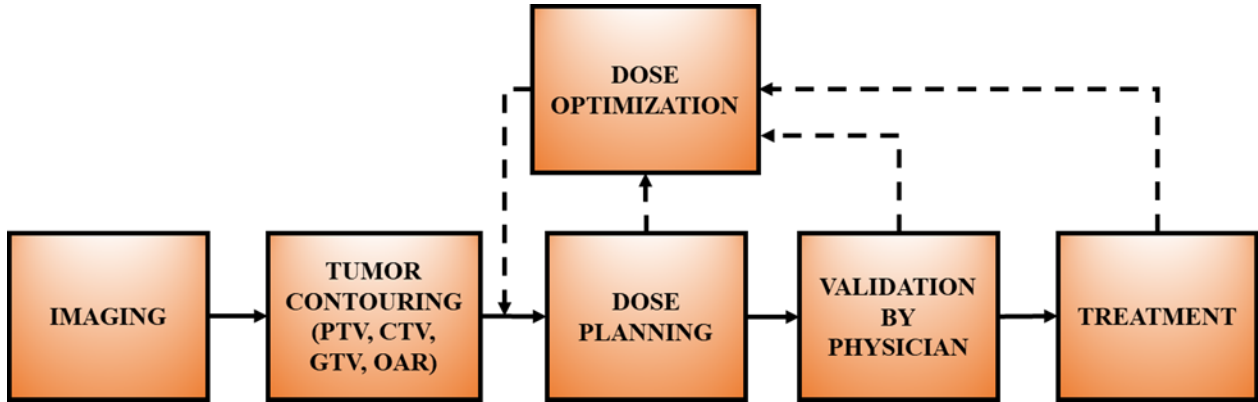 DOSE
OPTIMIZATION
IMAGING
TUMOR
CONTOURING
(PTV, CTV,
GTV, OAR)
DOSE
PLANNING
VALIDATION
BY
PHYSICIAN
TREATMENT